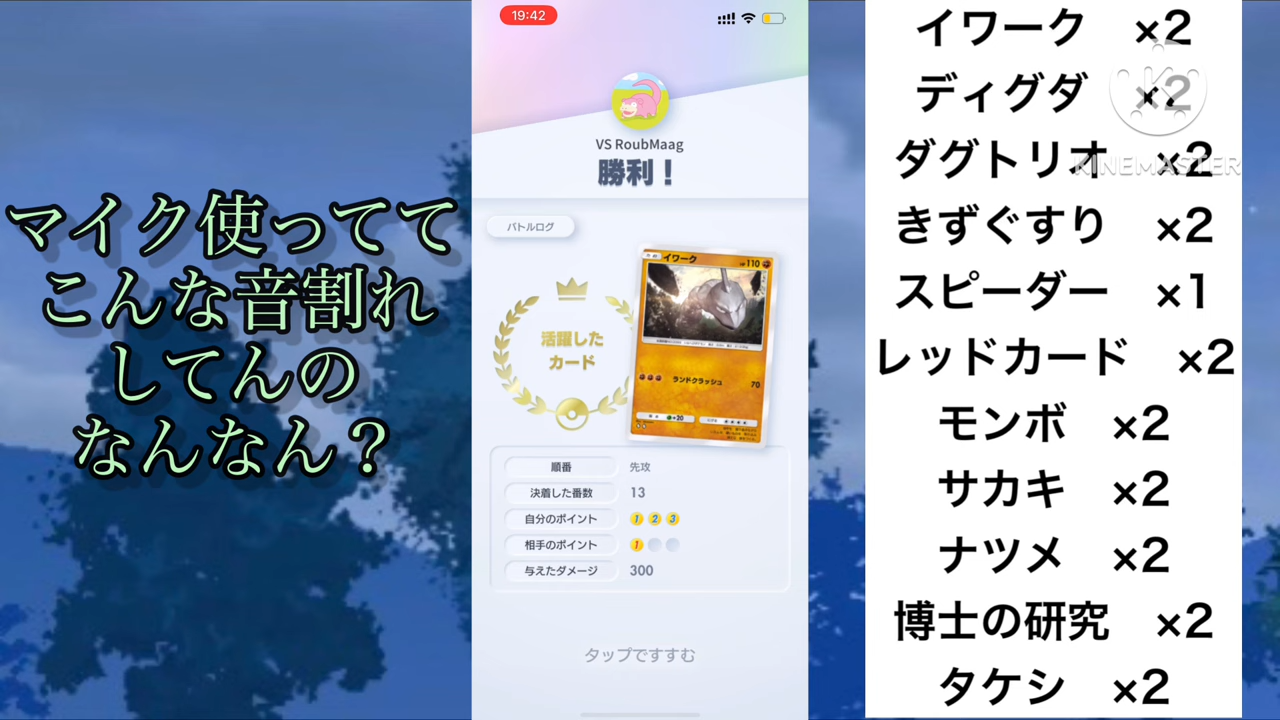 マイク使ってて
こんな音割れ
してんの
なんなん？
19:42
VS RoubMaag
勝利！
バトルログ
活躍した
カード
イワーク
HP 110
ランドクラッシュ 70
+20
順番 先攻
決着した番数 13
自分のポイント 1 2 3
相手のポイント 1
与えたダメージ 300
タップですすむ
イワーク ×2
ディグダ ×2
ダグトリオ ×2
きずぐすり ×2
スピーダー ×1
レッドカード ×2
モンボ ×2
サカキ ×2
ナツメ ×2
博士の研究 ×2
タケシ ×2
KINEMASTER